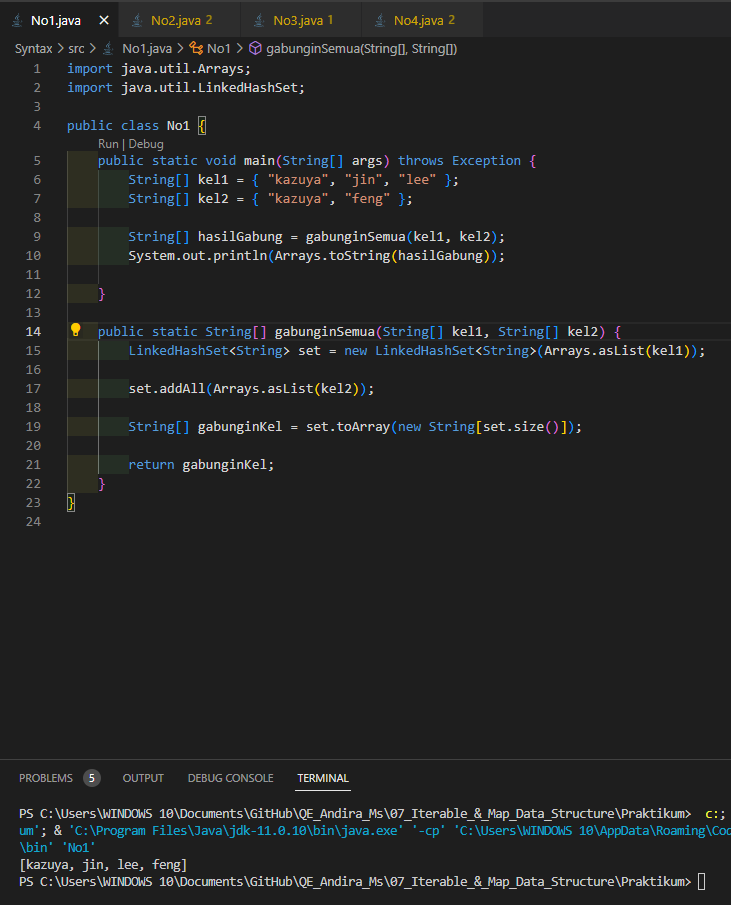 No1.java × No2.java 2 No3.java 1 No4.java 2
Syntax > src > No1.java > No1 > gabunginSemua(String[], String[])
1 import java.util.Arrays;
2 import java.util.LinkedHashSet;
3
4 public class No1 {
Run | Debug
5 public static void main(String[] args) throws Exception {
6 String[] kel1 = { "kazuya", "jin", "lee" };
7 String[] kel2 = { "kazuya", "feng" };
8
9 String[] hasilGabung = gabunginSemua(kel1, kel2);
10 System.out.println(Arrays.toString(hasilGabung));
11
12 }
13
14 public static String[] gabunginSemua(String[] kel1, String[] kel2) {
15 LinkedHashSet<String> set = new LinkedHashSet<String>(Arrays.asList(kel1));
16
17 set.addAll(Arrays.asList(kel2));
18
19 String[] gabunginKel = set.toArray(new String[set.size()]);
20
21 return gabunginKel;
22 }
23 }
24
PROBLEMS 5 OUTPUT DEBUG CONSOLE TERMINAL
PS C:\Users\WINDOWS 10\Documents\GitHub\QE_Andira_Ms\07_Iterable_&_Map_Data_Structure\Praktikum> c:;
um'; & 'C:\Program Files\Java\jdk-11.0.10\bin\java.exe' '-cp' 'C:\Users\WINDOWS 10\AppData\Roaming\Cod
\bin' 'No1'
[kazuya, jin, lee, feng]
PS C:\Users\WINDOWS 10\Documents\GitHub\QE_Andira_Ms\07_Iterable_&_Map_Data_Structure\Praktikum>